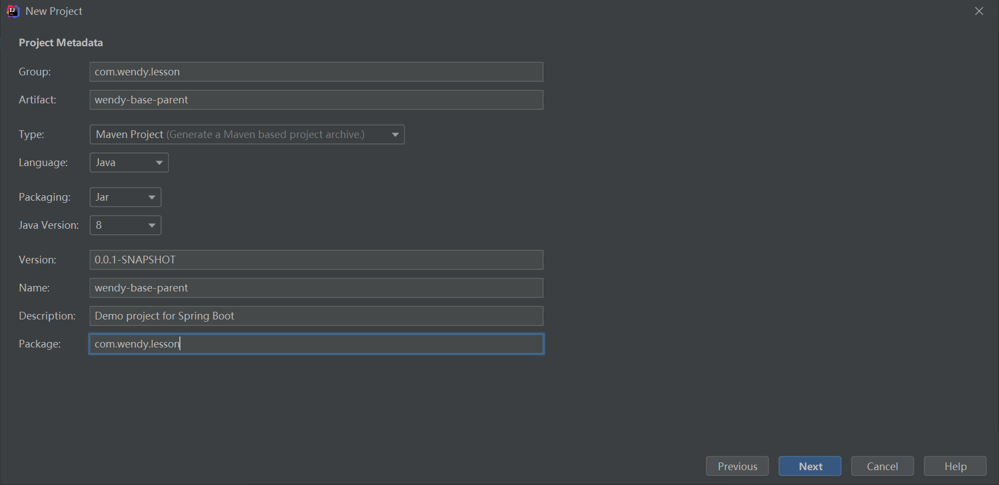 New Project
Project Metadata
Group: com.wendy.lesson
Artifact: wendy-base-parent
Type: Maven Project (Generate a Maven based project archive.)
Language: Java
Packaging: Jar
Java Version: 8
Version: 0.0.1-SNAPSHOT
Name: wendy-base-parent
Description: Demo project for Spring Boot
Package: com.wendy.lesson
Previous Next Cancel Help